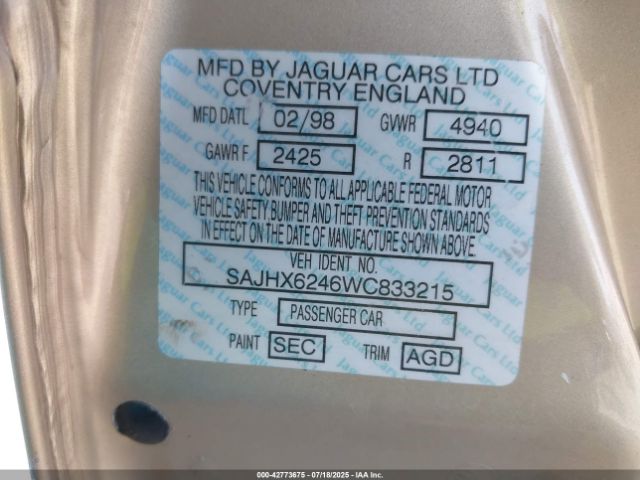 MFD BY JAGUAR CARS LTD
COVENTRY ENGLAND
MFD DATL 02/98 GVWR 4940
GAWR F 2425 R 2811
THIS VEHICLE CONFORMS TO ALL APPLICABLE FEDERAL MOTOR
VEHICLE SAFETY, BUMPER AND THEFT PREVENTION STANDARDS
IN EFFECT ON THE DATE OF MANUFACTURE SHOWN ABOVE.
VEH IDENT NO.
SAJHX6246WC833215
TYPE PASSENGER CAR
PAINT SEC TRIM AGD
000-42773675 07/18/2025 - IAA Inc.